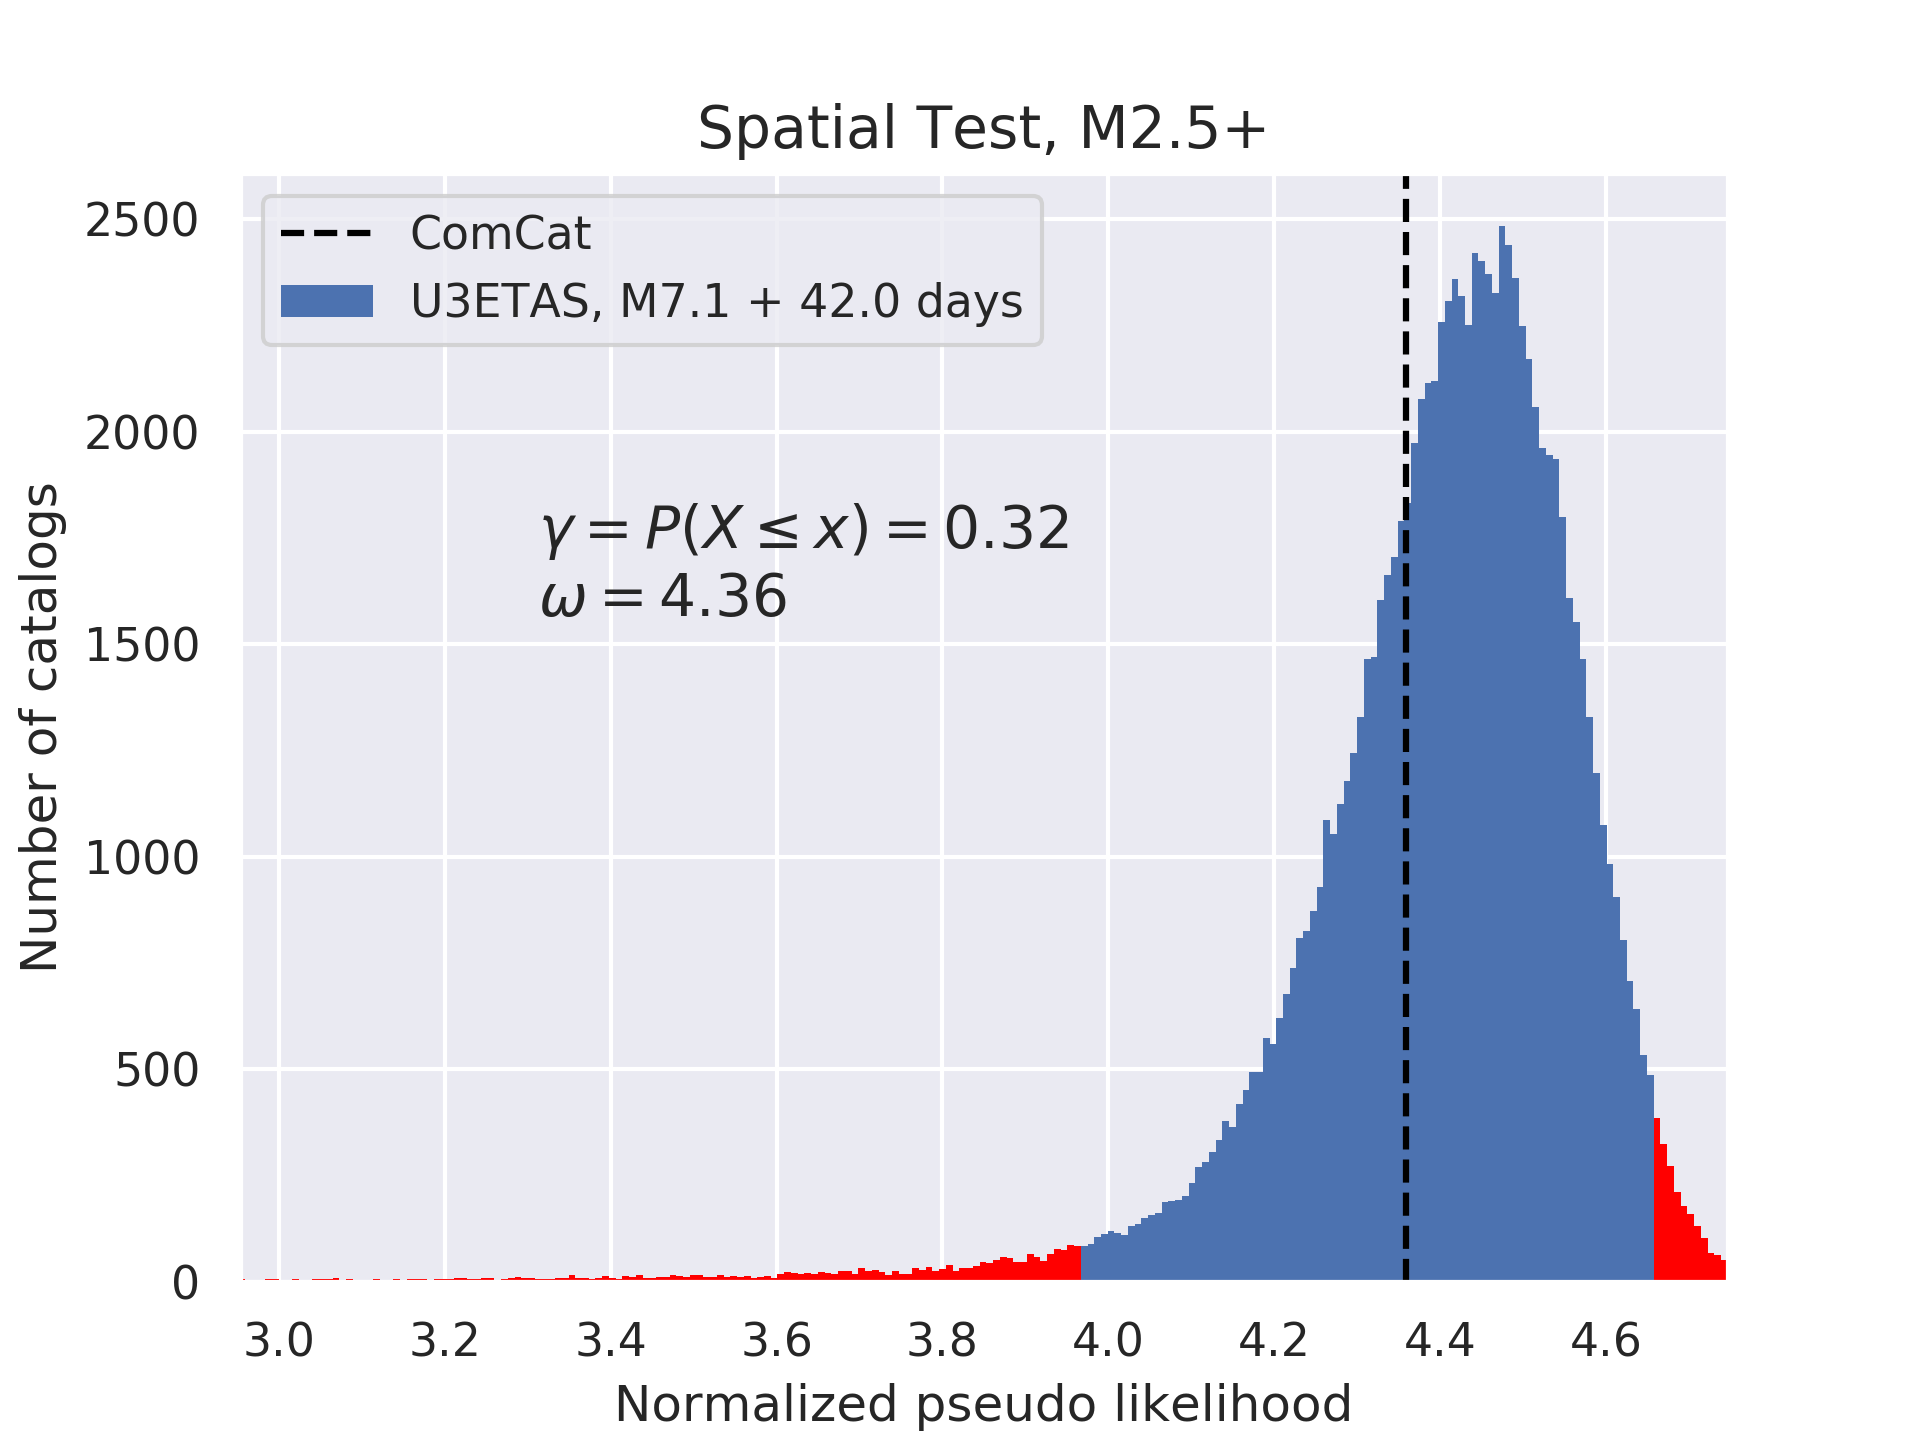 Spatial Test, M2.5+
ComCat
U3ETAS, M7.1 + 42.0 days
γ = P(X ≤ x) = 0.32
ω = 4.36
Number of catalogs
2500
2000
1500
1000
500
0
3.0 3.2 3.4 3.6 3.8 4.0 4.2 4.4 4.6
Normalized pseudo likelihood